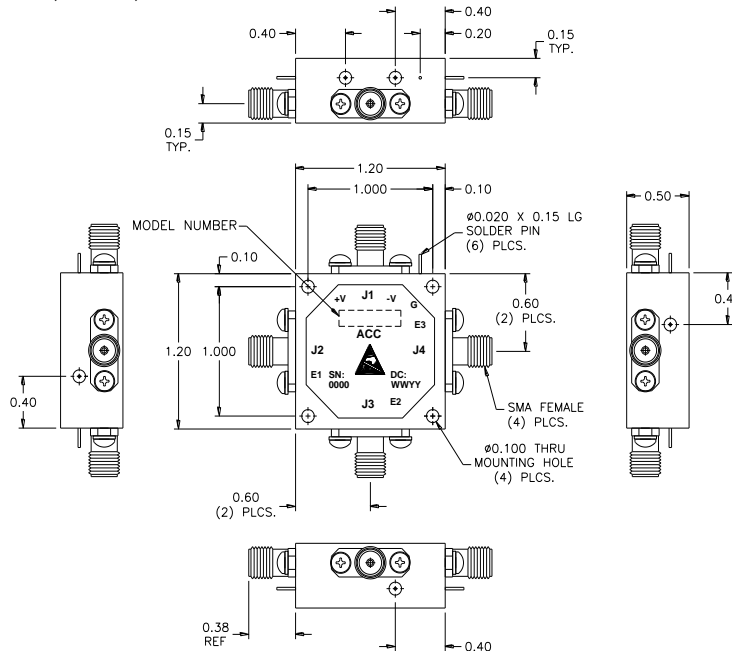 0.40
0.40
0.20
0.15
TYP.
0.15
TYP.
1.20
1.000
0.10
0.50
MODEL NUMBER
Ø0.020 X 0.15 LG
SOLDER PIN
(6) PLCS.
0.10
+V J1 -V
G
E3
ACC
J2
J4
E1 SN:
0000
DC:
WWYY
J3
E2
0.60
(2) PLCS.
1.20
1.000
0.40
SMA FEMALE
(4) PLCS.
Ø0.100 THRU
MOUNTING HOLE
(4) PLCS.
0.60
(2) PLCS.
0.38
REF
0.40